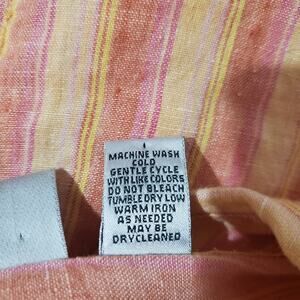 MACHINE WASH
COLD
GENTLE CYCLE
WITH LIKE COLORS
DO NOT BLEACH
TUMBLE DRY LOW
WARM IRON
AS NEEDED
MAY BE
DRYCLEANED